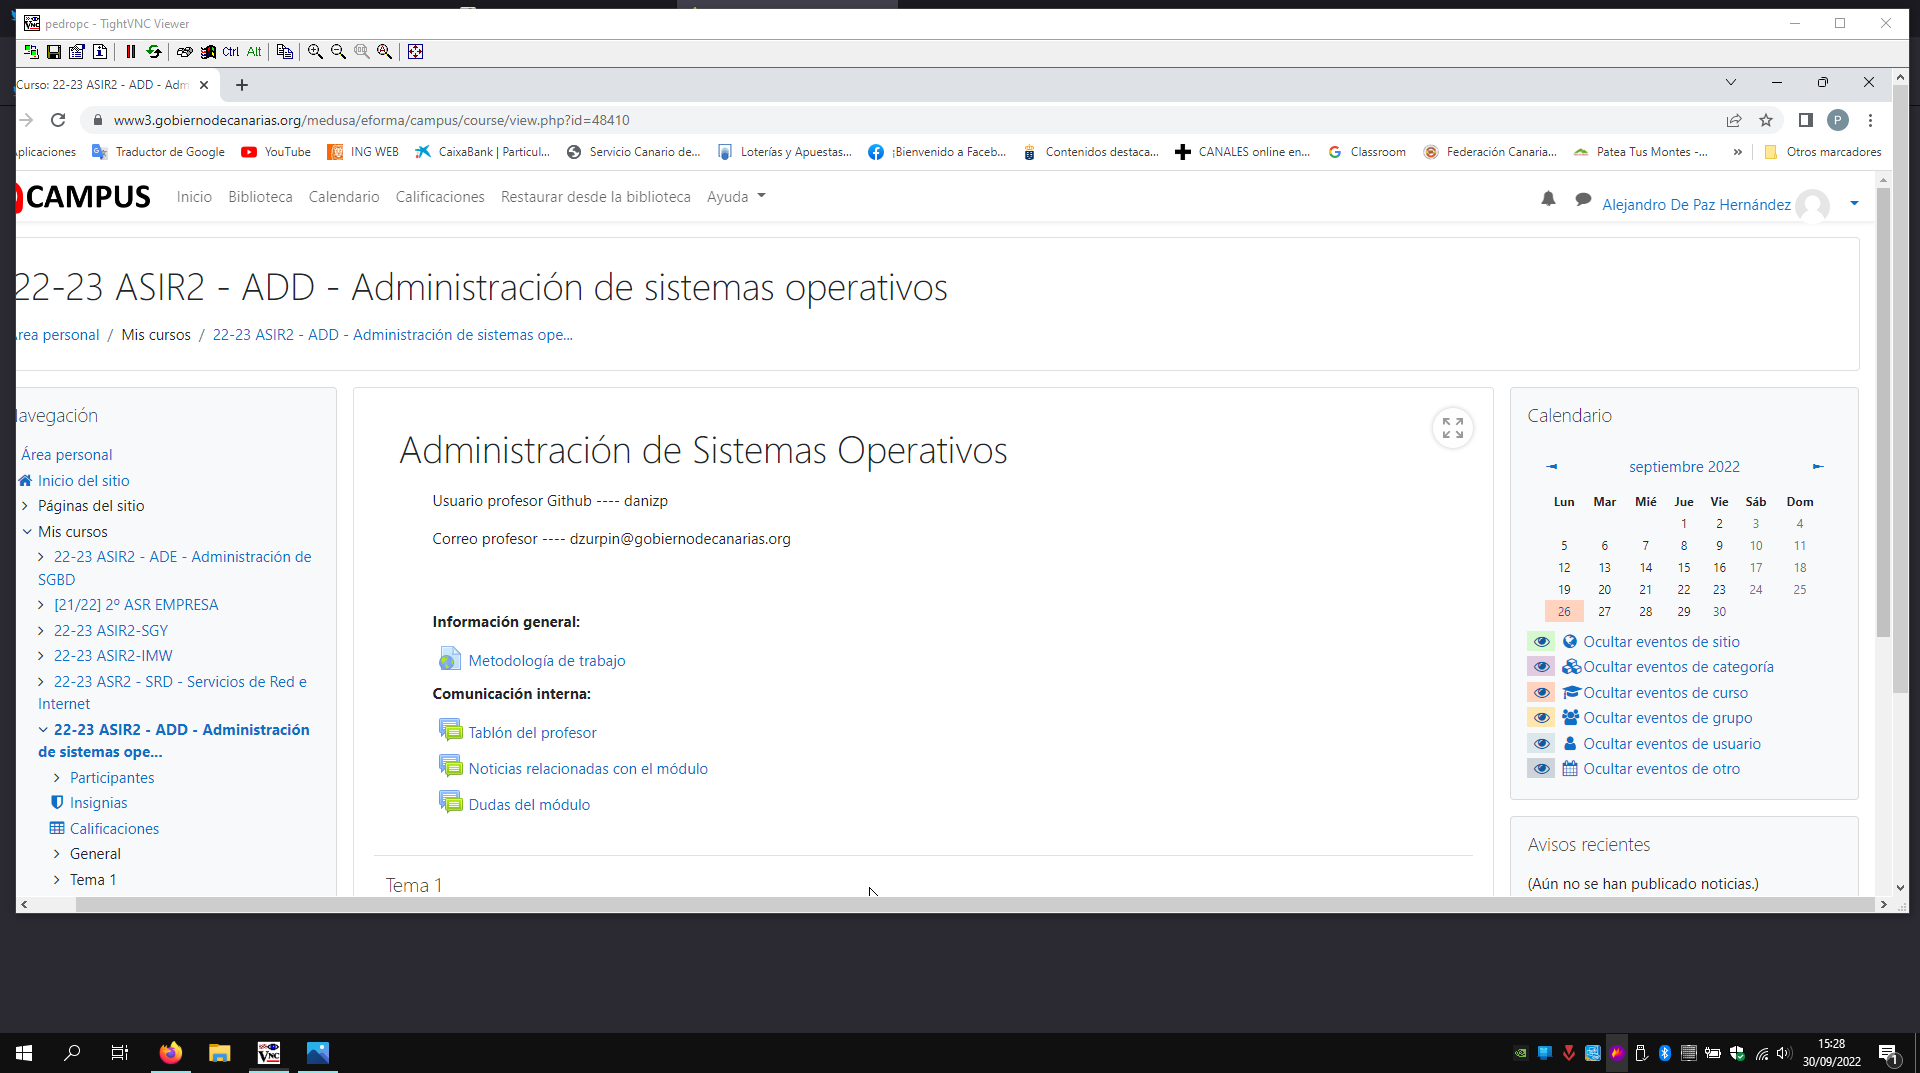 pedropc - TightVNC Viewer
Ctrl Alt
Curso: 22-23 ASIR2 - ADD - Adm
www3.gobiernodecanarias.org/medusa/eforma/campus/course/view.php?id=48410
plicaciones Traductor de Google YouTube ING WEB CaixaBank | Particul... Servicio Canario de... Loterías y Apuestas... ¡Bienvenido a Faceb... Contenidos destaca... CANALES online en... Classroom Federación Canaria... Patea Tus Montes -... » Otros marcadores
CAMPUS Inicio Biblioteca Calendario Calificaciones Restaurar desde la biblioteca Ayuda Alejandro De Paz Hernández
P
22-23 ASIR2 - ADD - Administración de sistemas operativos
rea personal / Mis cursos / 22-23 ASIR2 - ADD - Administración de sistemas ope...
avegación
Área personal
Inicio del sitio
Páginas del sitio
Mis cursos
22-23 ASIR2 - ADE - Administración de
SGBD
[21/22] 2º ASR EMPRESA
22-23 ASIR2-SGY
22-23 ASIR2-IMW
22-23 ASR2 - SRD - Servicios de Red e
Internet
22-23 ASIR2 - ADD - Administración
de sistemas ope...
Participantes
Insignias
Calificaciones
General
Tema 1
Administración de Sistemas Operativos
Usuario profesor Github ---- danizp
Correo profesor ---- dzurpin@gobiernodecanarias.org
Información general:
Metodología de trabajo
Comunicación interna:
Tablón del profesor
Noticias relacionadas con el módulo
Dudas del módulo
Tema 1
Calendario
◄ septiembre 2022 ►
Lun Mar Mié Jue Vie Sáb Dom
1 2 3 4
5 6 7 8 9 10 11
12 13 14 15 16 17 18
19 20 21 22 23 24 25
26 27 28 29 30
Ocultar eventos de sitio
Ocultar eventos de categoría
Ocultar eventos de curso
Ocultar eventos de grupo
Ocultar eventos de usuario
Ocultar eventos de otro
Avisos recientes
(Aún no se han publicado noticias.)
VNC
15:28
30/09/2022
1